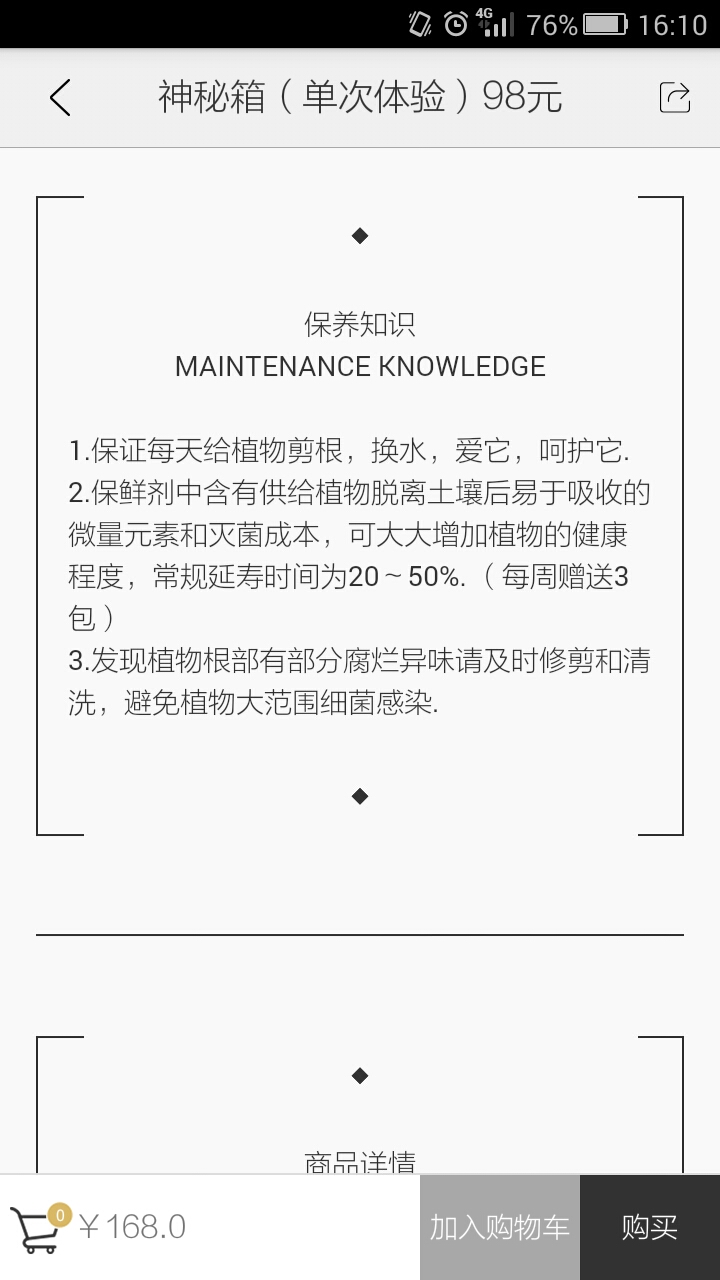 4G 76% 16:10
神秘箱（单次体验）98元
保养知识
MAINTENANCE KNOWLEDGE
1.保证每天给植物剪根，换水，爱它，呵护它.
2.保鲜剂中含有供给植物脱离土壤后易于吸收的
微量元素和灭菌成本，可大大增加植物的健康
程度，常规延寿时间为20～50%.（每周赠送3
包）
3.发现植物根部有部分腐烂异味请及时修剪和清
洗，避免植物大范围细菌感染.
商品详情
0 ￥168.0 加入购物车 购买